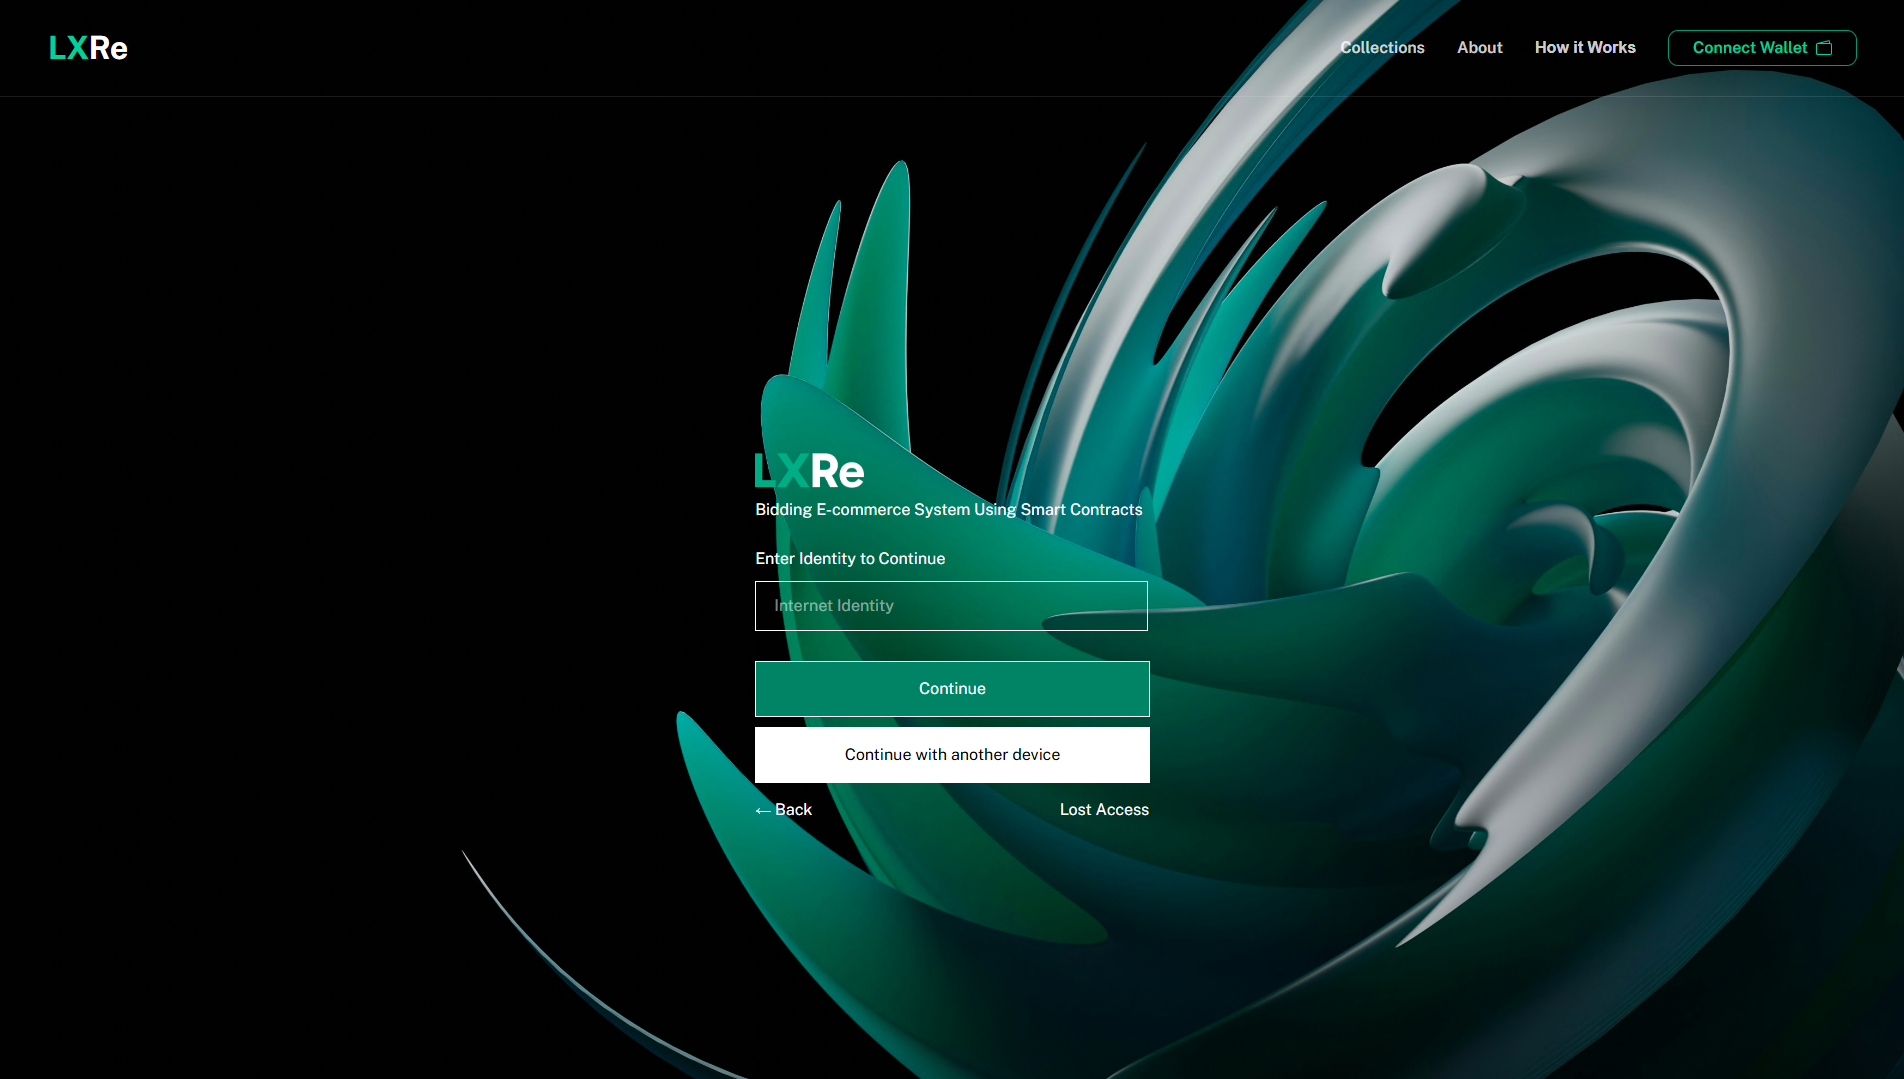 LXRe
Collections
About
How it Works
Connect Wallet
LXRe
Bidding E-commerce System Using Smart Contracts
Enter Identity to Continue
Internet Identity
Continue
Continue with another device
← Back
Lost Access